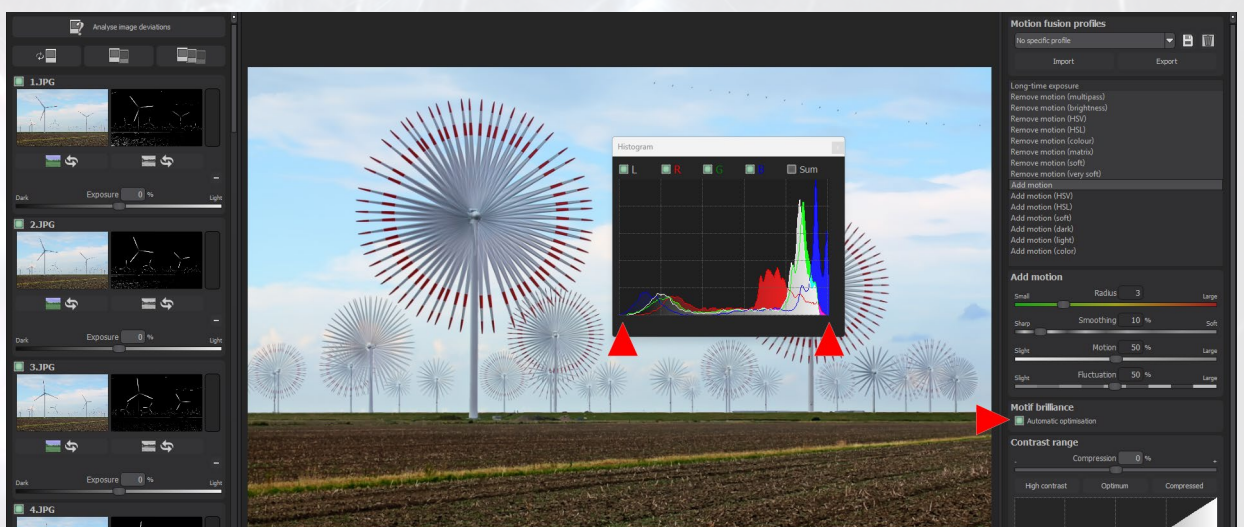 Analyse image deviations
1.JPG
Exposure 0 %
Dark Light
2.JPG
Exposure 0 %
Dark Light
3.JPG
Exposure 0 %
Dark Light
4.JPG
Histogram
L R G B Sum
Motion fusion profiles
No specific profile
Import Export
Long-time exposure
Remove motion (multipass)
Remove motion (brightness)
Remove motion (HSV)
Remove motion (HSL)
Remove motion (colour)
Remove motion (matrix)
Remove motion (soft)
Remove motion (very soft)
Add motion
Add motion (HSV)
Add motion (HSL)
Add motion (soft)
Add motion (dark)
Add motion (light)
Add motion (color)
Add motion
Radius 3
Small Large
Smoothing 10 %
Sharp Soft
Motion 50 %
Slight Large
Fluctuation 50 %
Slight Large
Motif brilliance
Automatic optimisation
Contrast range
Compression 0 %
- +
High contrast Optimum Compressed